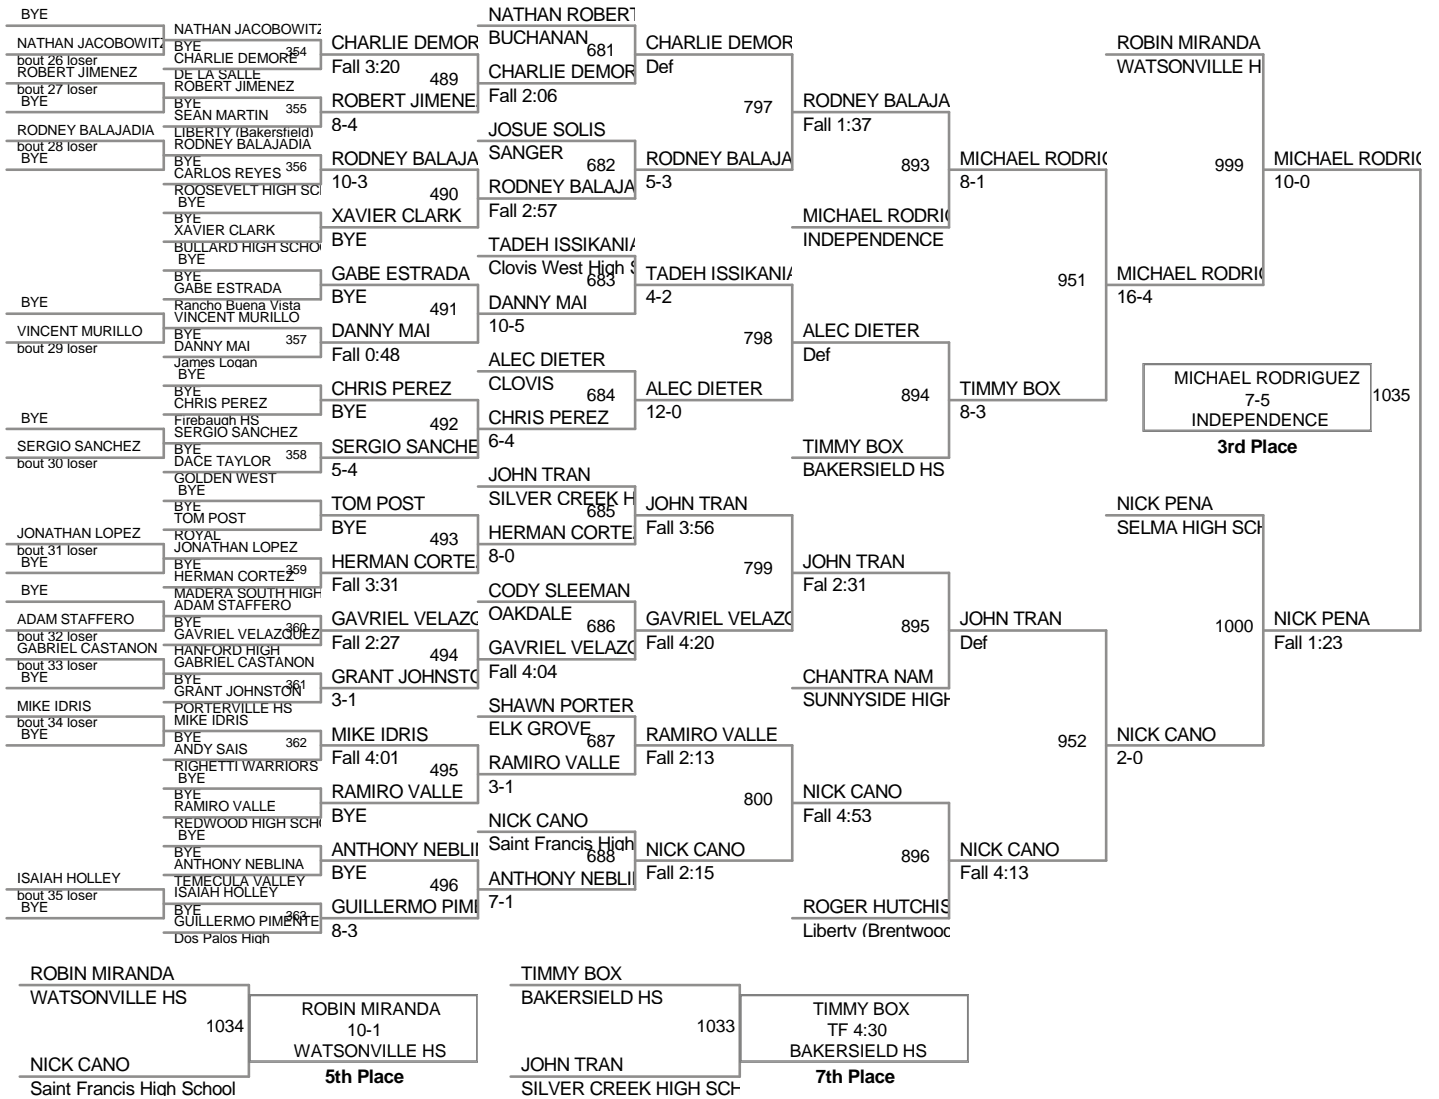 BYE
NATHAN JACOBOWITZ
bout 26 loser
ROBERT JIMENEZ
bout 27 loser
BYE
RODNEY BALAJADIA
bout 28 loser
BYE
BYE
VINCENT MURILLO
bout 29 loser
BYE
SERGIO SANCHEZ
bout 30 loser
JONATHAN LOPEZ
bout 31 loser
BYE
BYE
ADAM STAFFERO
bout 32 loser
GABRIEL CASTANON
bout 33 loser
BYE
MIKE IDRIS
bout 34 loser
BYE
ISAIAH HOLLEY
bout 35 loser
BYE
NATHAN JACOBOWITZ
BYE
354
CHARLIE DEMORE
DE LA SALLE
ROBERT JIMENEZ
BYE
355
SEAN MARTIN
LIBERTY (Bakersfield)
RODNEY BALAJADIA
BYE
356
CARLOS REYES
ROOSEVELT HIGH SC
BYE
BYE
XAVIER CLARK
BULLARD HIGH SCHO
BYE
BYE
GABE ESTRADA
Rancho Buena Vista
VINCENT MURILLO
BYE
357
DANNY MAI
James Logan
BYE
BYE
CHRIS PEREZ
Firebaugh HS
SERGIO SANCHEZ
BYE
358
DACE TAYLOR
GOLDEN WEST
BYE
BYE
TOM POST
ROYAL
JONATHAN LOPEZ
BYE
359
HERMAN CORTEZ
MADERA SOUTH HIGH
ADAM STAFFERO
BYE
360
GAVRIEL VELAZQUEZ
HANFORD HIGH
GABRIEL CASTANON
BYE
361
GRANT JOHNSTON
PORTERVILLE HS
MIKE IDRIS
BYE
362
ANDY SAIS
RIGHETTI WARRIORS
BYE
BYE
RAMIRO VALLE
REDWOOD HIGH SCH
BYE
BYE
ANTHONY NEBLINA
TEMECULA VALLEY
ISAIAH HOLLEY
BYE
363
GUILLERMO PIMENTE
Dos Palos High
CHARLIE DEMOR
Fall 3:20
489
ROBERT JIMENE
8-4
RODNEY BALAJA
10-3
490
XAVIER CLARK
BYE
GABE ESTRADA
BYE
491
DANNY MAI
Fall 0:48
CHRIS PEREZ
BYE
492
SERGIO SANCHE
5-4
TOM POST
BYE
493
HERMAN CORTE
Fall 3:31
GAVRIEL VELAZQ
Fall 2:27
494
GRANT JOHNSTO
3-1
MIKE IDRIS
Fall 4:01
495
RAMIRO VALLE
BYE
ANTHONY NEBLI
BYE
496
GUILLERMO PIM
8-3
NATHAN ROBERT
BUCHANAN
681
CHARLIE DEMOR
Fall 2:06
JOSUE SOLIS
SANGER
682
RODNEY BALAJA
Fall 2:57
TADEH ISSIKANIA
Clovis West High S
683
DANNY MAI
10-5
ALEC DIETER
CLOVIS
684
CHRIS PEREZ
6-4
JOHN TRAN
SILVER CREEK H
685
HERMAN CORTE
8-0
CODY SLEEMAN
OAKDALE
686
GAVRIEL VELAZQ
Fall 4:04
SHAWN PORTER
ELK GROVE
687
RAMIRO VALLE
3-1
NICK CANO
Saint Francis High
688
ANTHONY NEBLI
7-1
CHARLIE DEMOR
Def
797
RODNEY BALAJA
5-3
TADEH ISSIKANIA
4-2
798
ALEC DIETER
12-0
JOHN TRAN
Fall 3:56
799
GAVRIEL VELAZQ
Fall 4:20
RAMIRO VALLE
Fall 2:13
800
NICK CANO
Fall 2:15
RODNEY BALAJA
Fall 1:37
893
MICHAEL RODRI
INDEPENDENCE
ALEC DIETER
Def
894
TIMMY BOX
BAKERSIELD HS
JOHN TRAN
Fal 2:31
895
CHANTRA NAM
SUNNYSIDE HIGH
NICK CANO
Fall 4:53
896
ROGER HUTCHIS
Liberty (Brentwood
MICHAEL RODRI
8-1
951
TIMMY BOX
8-3
JOHN TRAN
Def
952
NICK CANO
Fall 4:13
ROBIN MIRANDA
WATSONVILLE H
999
MICHAEL RODRI
16-4
NICK PENA
SELMA HIGH SCH
1000
NICK CANO
2-0
MICHAEL RODRI
10-0
MICHAEL RODRIGUEZ
7-5
INDEPENDENCE
1035
3rd Place
NICK PENA
Fall 1:23
ROBIN MIRANDA
WATSONVILLE HS
1034
NICK CANO
Saint Francis High School
ROBIN MIRANDA
10-1
WATSONVILLE HS
5th Place
TIMMY BOX
BAKERSIELD HS
1033
JOHN TRAN
SILVER CREEK HIGH SCH
TIMMY BOX
TF 4:30
BAKERSIELD HS
7th Place